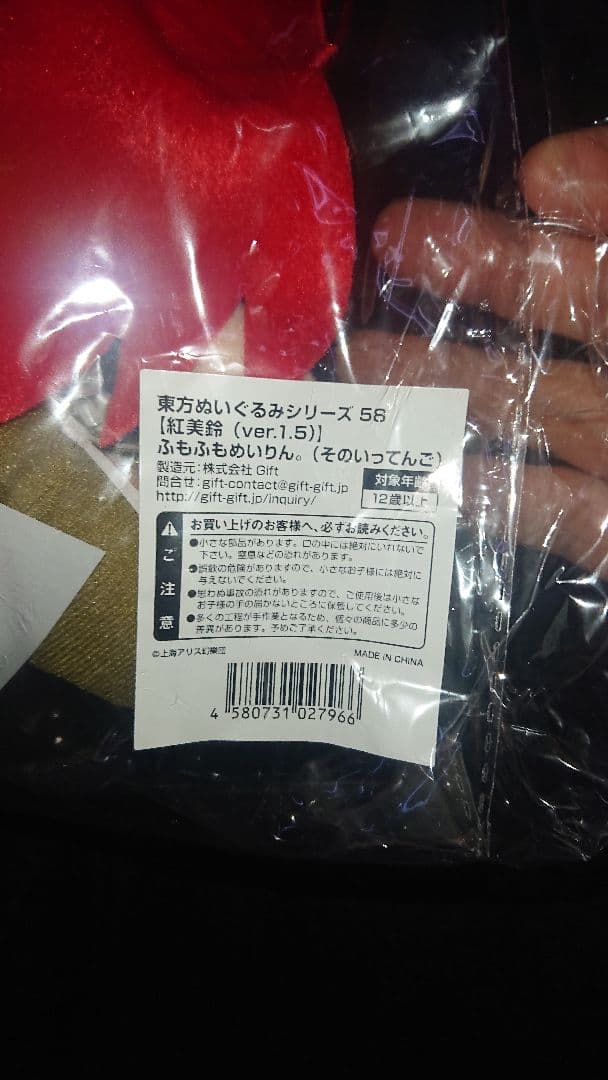 東方ぬいぐるみシリーズ 58
【紅美鈴（ver.1.5）】
ふもふもめいりん。（そのいってんご）
製造元：株式会社 Gift
問合せ：gift-contact@gift-gift.jp
http://gift-gift.jp/inquiry/
対象年齢
12歳以上
ご注意
お買い上げのお客様へ、必ずお読みください。
●小さな部品があります。口の中には絶対にいれないで
下さい。窒息などの恐れがあります。
●誤飲の危険がありますので、小さなお子様には絶対に
与えないでください。
●思わぬ事故の恐れがありますので、ご使用後は小さな
お子様の手の届かないところに保管してください。
●多くの工程が手作業となるため、個々の商品に多少の
差異があります。予めご了承ください。
©上海アリス幻樂団
MADE IN CHINA
4 580731 027966